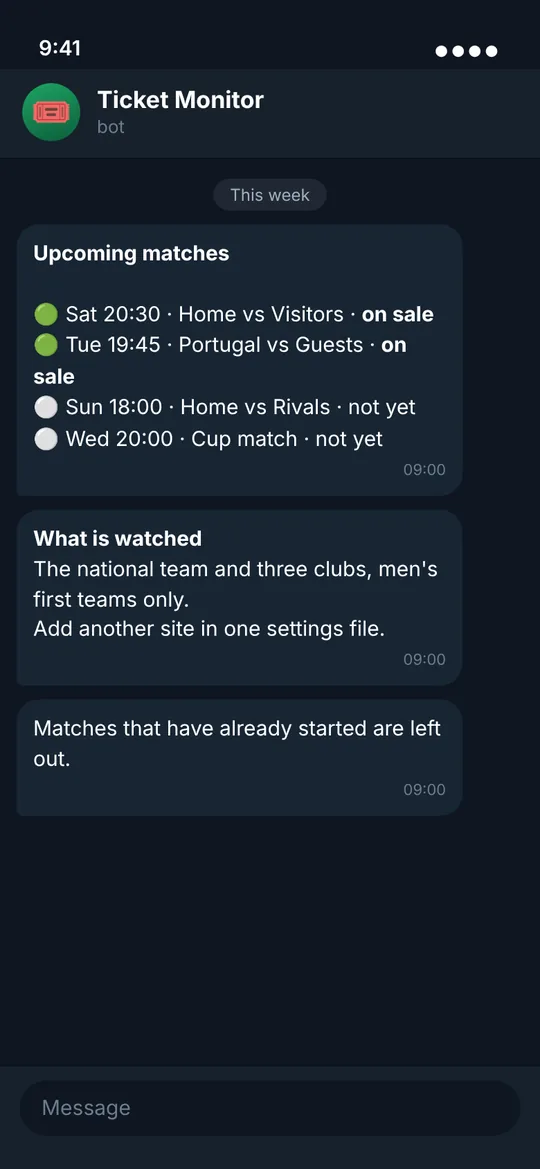 9:41
Ticket Monitor
bot
This week
Upcoming matches
🟢 Sat 20:30 · Home vs Visitors · on sale
🟢 Tue 19:45 · Portugal vs Guests · on
sale
⚪ Sun 18:00 · Home vs Rivals · not yet
⚪ Wed 20:00 · Cup match · not yet
09:00
What is watched
The national team and three clubs, men's
first teams only.
Add another site in one settings file.
09:00
Matches that have already started are left
out.
09:00
Message